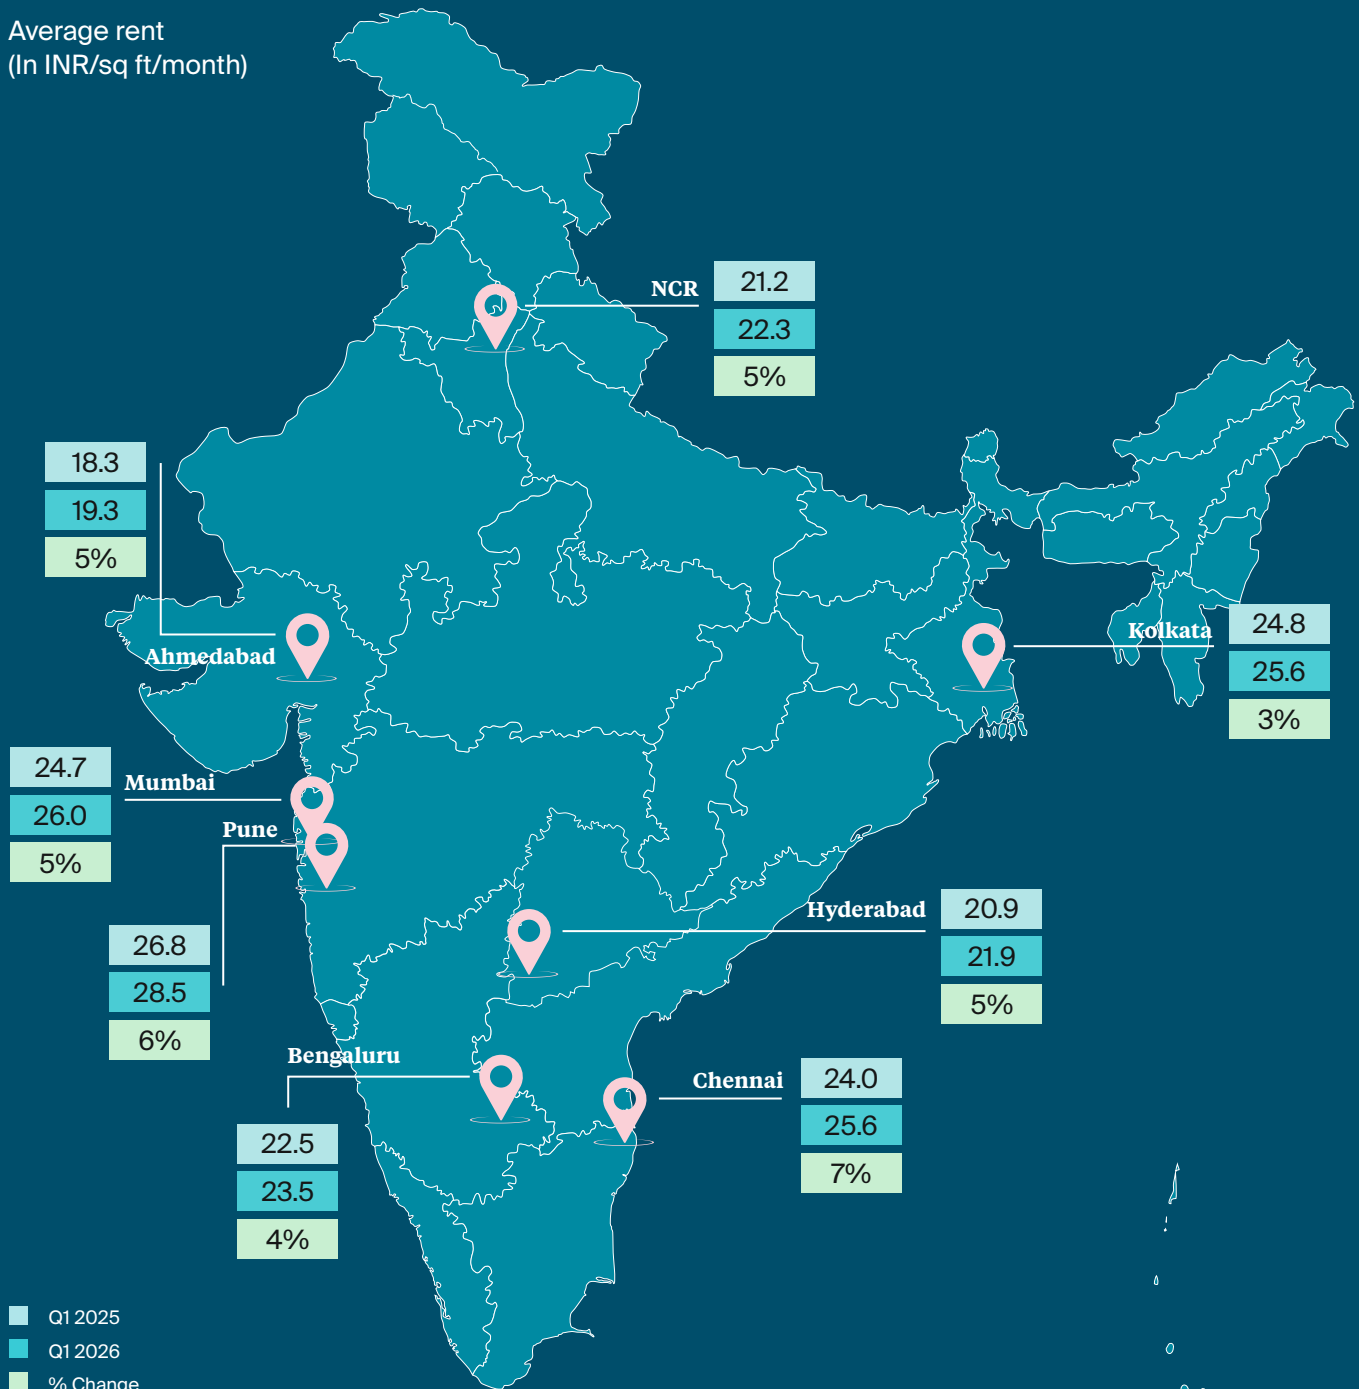 Average rent
(In INR/sq ft/month)
NCR
21.2
22.3
5%
18.3
19.3
5%
Ahmedabad
Kolkata
24.8
25.6
3%
24.7
26.0
5%
Mumbai
Pune
26.8
28.5
6%
Hyderabad
20.9
21.9
5%
Bengaluru
22.5
23.5
4%
Chennai
24.0
25.6
7%
Q1 2025
Q1 2026
% Change